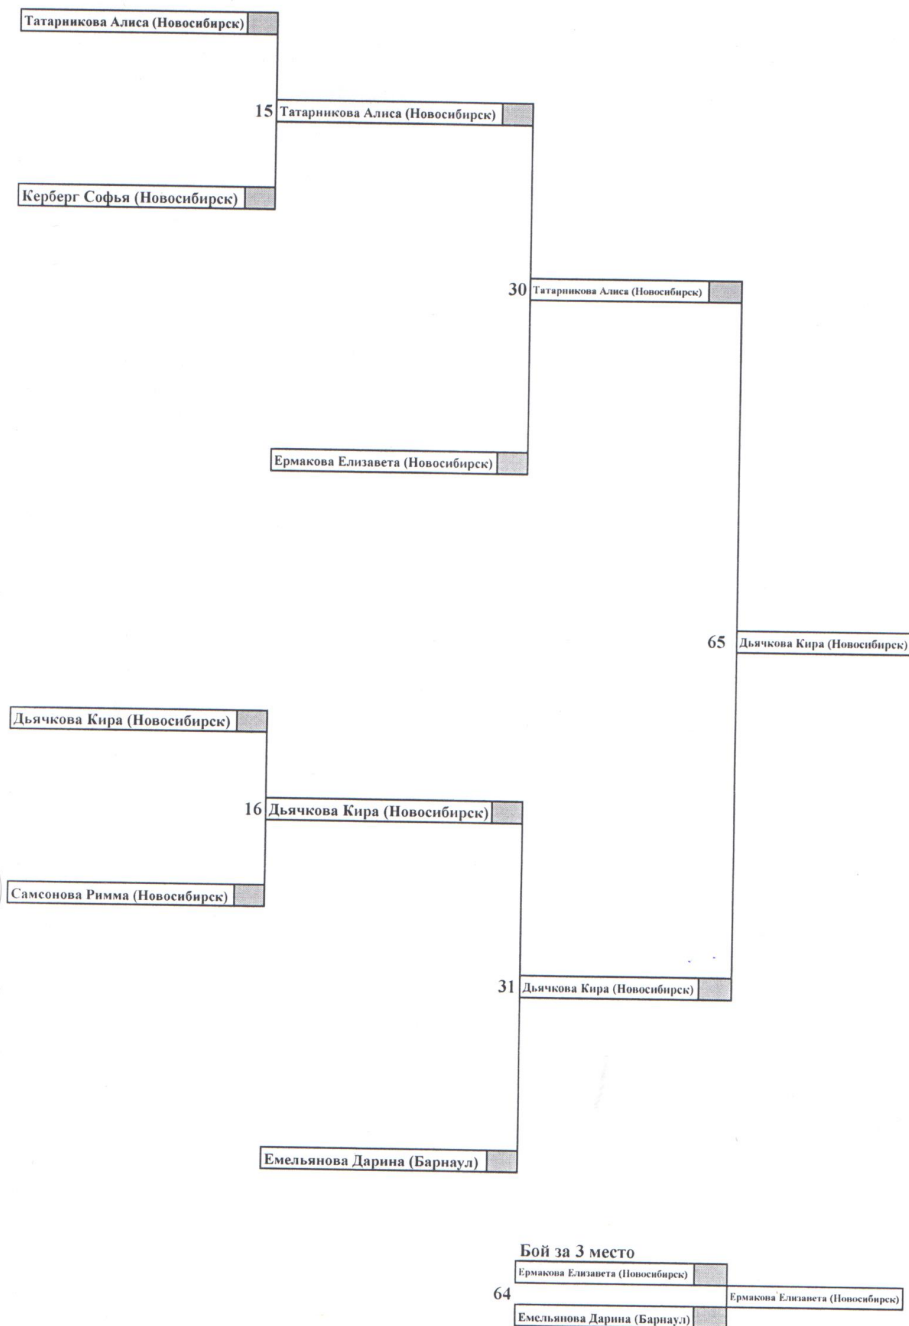 Татарникова Алиса (Новосибирск)
15 Татарникова Алиса (Новосибирск)
Керберг Софья (Новосибирск)
30 Татарникова Алиса (Новосибирск)
Ермакова Елизавета (Новосибирск)
65 Дьячкова Кира (Новосибирск)
Дьячкова Кира (Новосибирск)
16 Дьячкова Кира (Новосибирск)
Самсонова Римма (Новосибирск)
31 Дьячкова Кира (Новосибирск)
Емельянова Дарина (Барнаул)
Бой за 3 место
Ермакова Елизавета (Новосибирск)
64 Ермакова Елизавета (Новосибирск)
Емельянова Дарина (Барнаул)